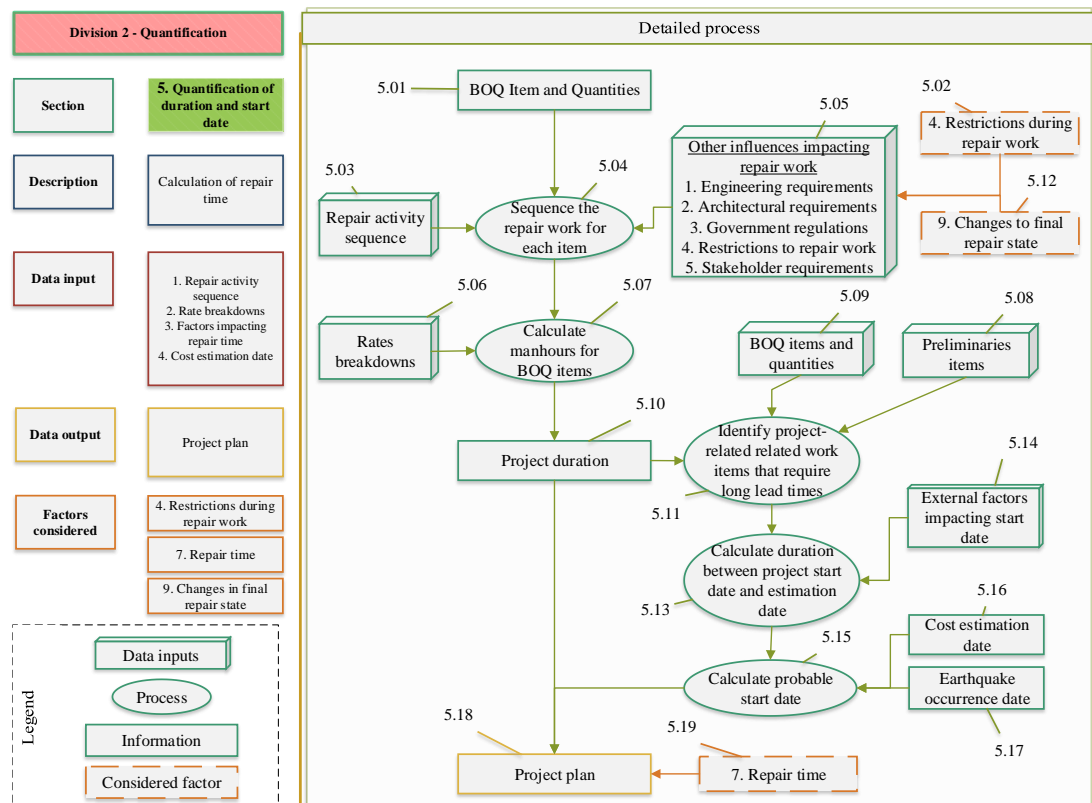 Division 2 - Quantification
Section
5. Quantification of
duration and start
date
Description
Calculation of repair
time
Data input
1. Repair activity
sequence
2. Rate breakdowns
3. Factors impacting
repair time
4. Cost estimation date
Data output
Project plan
Factors
considered
4. Restrictions during
repair work
7. Repair time
9. Changes in final
repair state
Legend
Data inputs
Process
Information
Considered factor
Detailed process
5.01
BOQ Item and Quantities
5.02
4. Restrictions during
repair work
5.03
Repair activity
sequence
5.04
Sequence the
repair work for
each item
5.05
Other influences impacting
repair work
1. Engineering requirements
2. Architectural requirements
3. Government regulations
4. Restrictions to repair work
5. Stakeholder requirements
5.12
9. Changes to final
repair state
5.06
Rates
breakdowns
5.07
Calculate
manhours for
BOQ items
5.09
BOQ items and
quantities
5.08
Preliminaries
items
5.10
Project duration
Identify project-
related related work
items that require
long lead times
5.11
5.14
External factors
impacting start
date
Calculate duration
between project start
date and estimation
date
5.13
5.16
Cost estimation
date
5.15
Calculate probable
start date
Earthquake
occurrence date
5.17
5.18
Project plan
5.19
7. Repair time